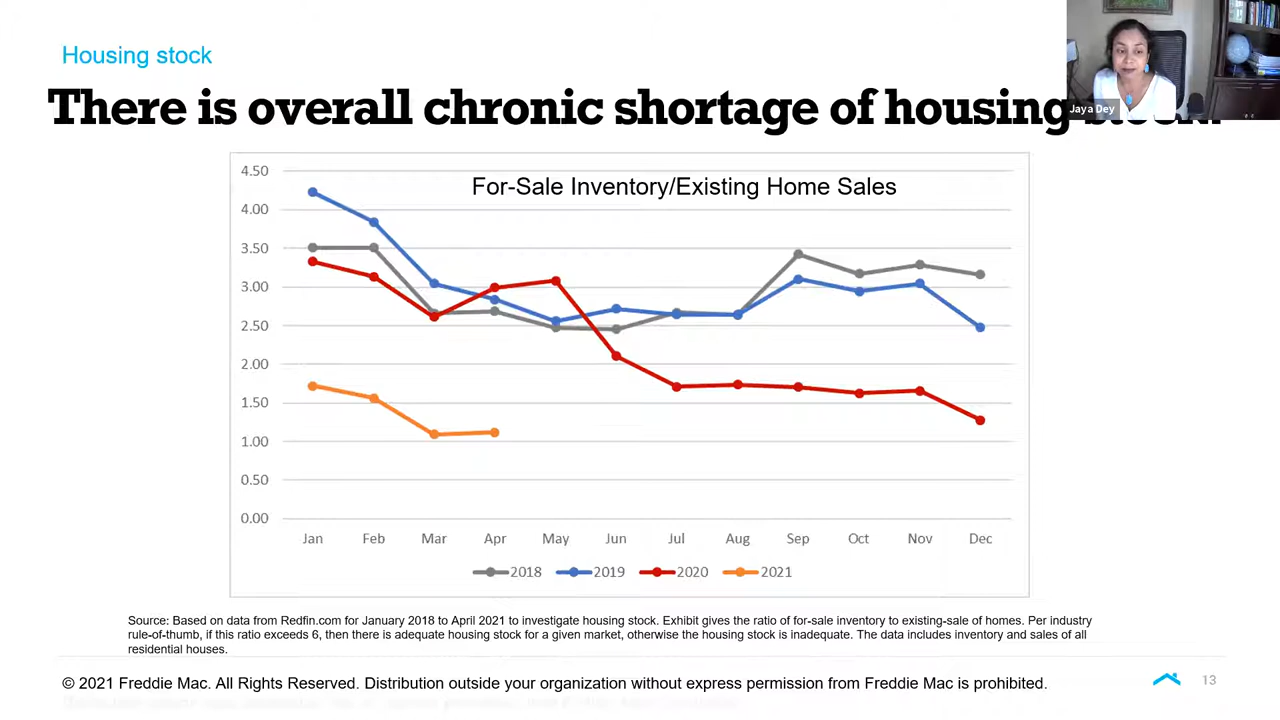 Housing stock
There is overall chronic shortage of housing
Jaya Dey
For-Sale Inventory/Existing Home Sales
4.50
4.00
3.50
3.00
2.50
2.00
1.50
1.00
0.50
0.00
Jan Feb Mar Apr May Jun Jul Aug Sep Oct Nov Dec
2018 2019 2020 2021
Source: Based on data from Redfin.com for January 2018 to April 2021 to investigate housing stock. Exhibit gives the ratio of for-sale inventory to existing-sale of homes. Per industry
rule-of-thumb, if this ratio exceeds 6, then there is adequate housing stock for a given market, otherwise the housing stock is inadequate. The data includes inventory and sales of all
residential houses.
© 2021 Freddie Mac. All Rights Reserved. Distribution outside your organization without express permission from Freddie Mac is prohibited.
13